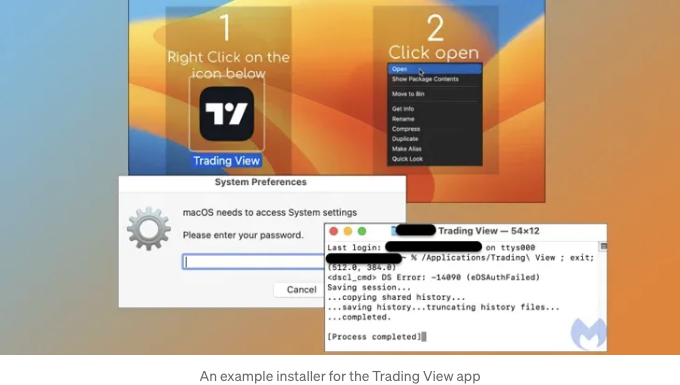 1
Right Click on the
icon below
Trading View
2
Click open
Open
Show Package Contents
Move to Bin
Get Info
Rename
Compress
Duplicate
Make Alias
Quick Look
System Preferences
macOS needs to access System settings
Please enter your password.
Cancel
Trading View — 54×12
Last login: on ttys000
~ % /Applications/Trading\ View ; exit;
(512.0, 384.0)
<dscl_cmd> DS Error: -14090 (eDSAuthFailed)
Saving session...
...copying shared history...
...saving history...truncating history files...
...completed.
[Process completed]
An example installer for the Trading View app